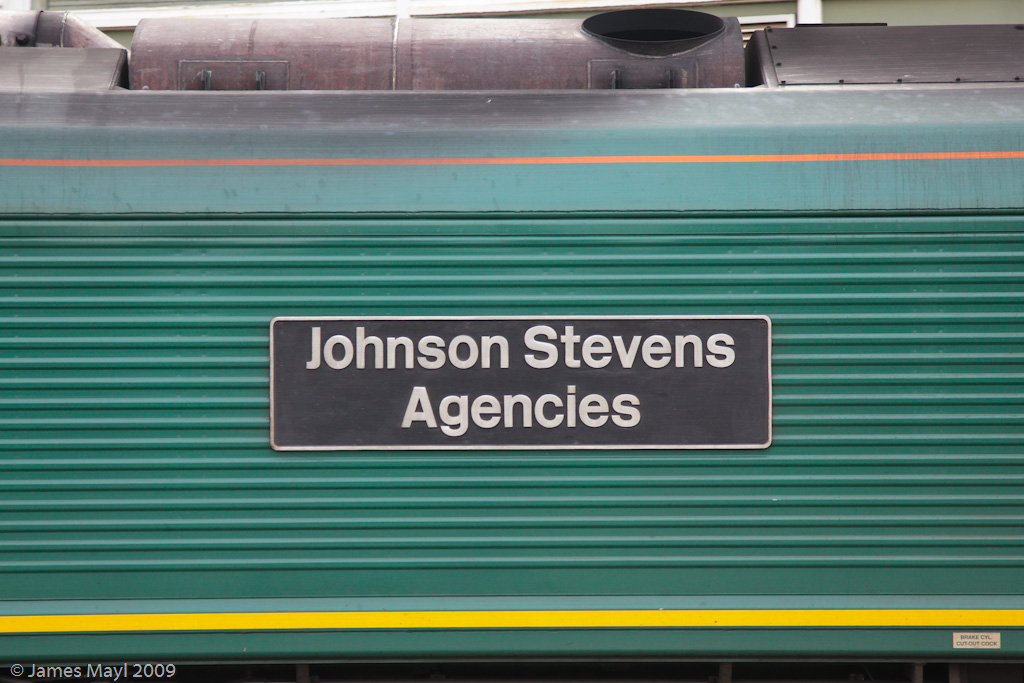 Johnson Stevens
Agencies
BRAKE CYL.
CUT-OUT COCK
© James Mayl 2009